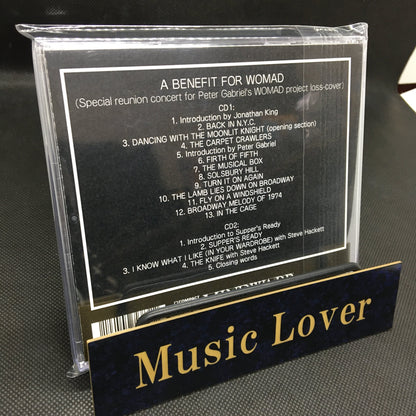 A BENEFIT FOR WOMAD
(Special reunion concert for Peter Gabriel's WOMAD project loss-cover)
CD1:
1. Introduction by Jonathan King
2. BACK IN N.Y.C.
3. DANCING WITH THE MOONLIT KNIGHT (opening section)
4. THE CARPET CRAWLERS
5. Introduction by Peter Gabriel
6. FIRTH OF FIFTH
7. THE MUSICAL BOX
8. SOLSBURY HILL
9. TURN IT ON AGAIN
10. THE LAMB LIES DOWN ON BROADWAY
11. FLY ON A WINDSHIELD
12. BROADWAY MELODY OF 1974
13. IN THE CAGE
CD2:
1. Introduction to Supper's Ready
2. SUPPER'S READY
3. I KNOW WHAT I LIKE (IN YOUR WARDROBE) with Steve Hackett
4. THE KNIFE with Steve Hackett
5. Closing words
Music Lover